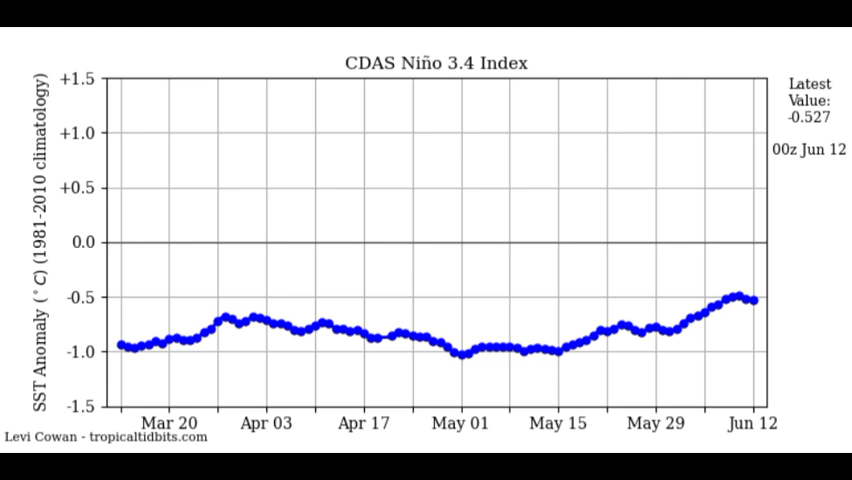 CDAS Niño 3.4 Index
SST Anomaly (°C) (1981-2010 climatology)
+1.5
+1.0
+0.5
0.0
-0.5
-1.0
-1.5
Mar 20 Apr 03 Apr 17 May 01 May 15 May 29 Jun 12
Latest
Value:
-0.527
00z Jun 12
Levi Cowan - tropicaltidbits.com